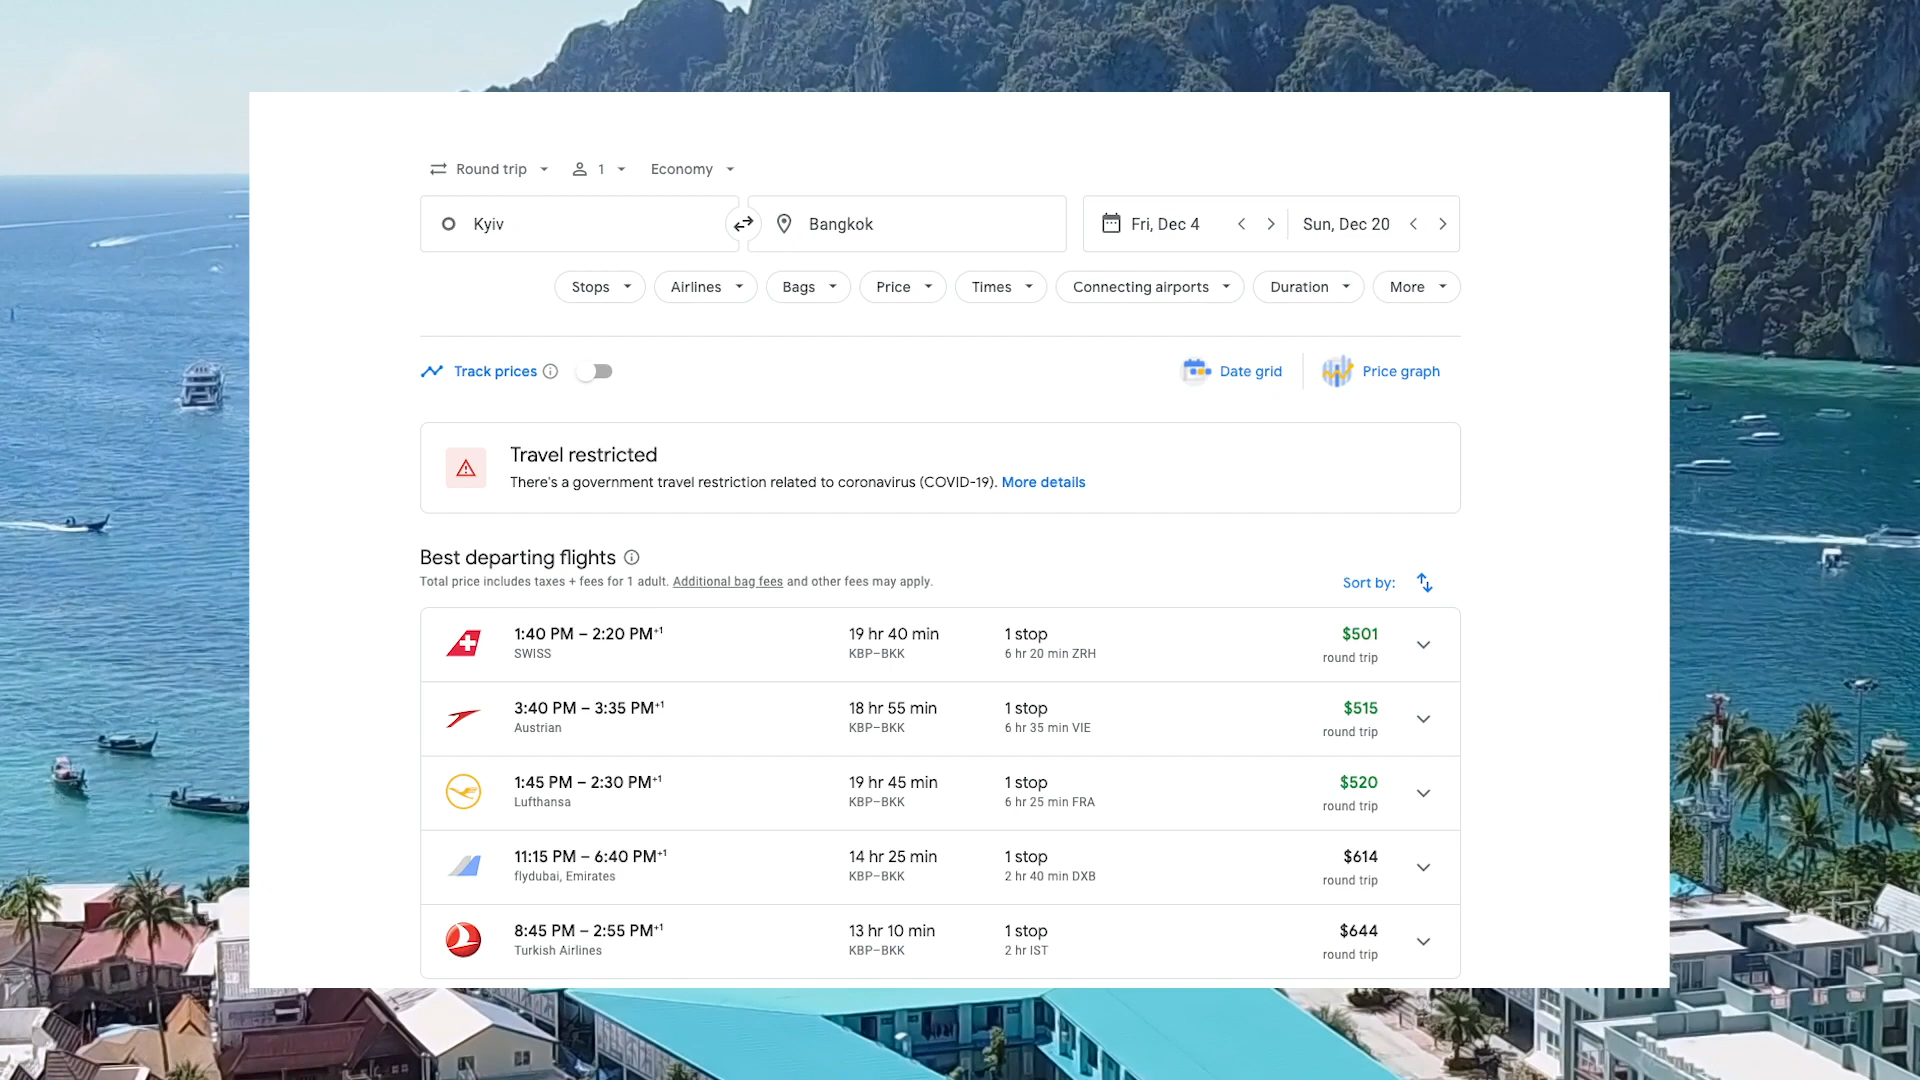 Round trip 1 Economy
Kyiv Bangkok Fri, Dec 4 Sun, Dec 20
Stops Airlines Bags Price Times Connecting airports Duration More
Track prices Date grid Price graph
Travel restricted
There's a government travel restriction related to coronavirus (COVID-19). More details
Best departing flights
Total price includes taxes + fees for 1 adult. Additional bag fees and other fees may apply.
Sort by:
1:40 PM – 2:20 PM+1 19 hr 40 min 1 stop $501
SWISS KBP–BKK 6 hr 20 min ZRH round trip
3:40 PM – 3:35 PM+1 18 hr 55 min 1 stop $515
Austrian KBP–BKK 6 hr 35 min VIE round trip
1:45 PM – 2:30 PM+1 19 hr 45 min 1 stop $520
Lufthansa KBP–BKK 6 hr 25 min FRA round trip
11:15 PM – 6:40 PM+1 14 hr 25 min 1 stop $614
flydubai, Emirates KBP–BKK 2 hr 40 min DXB round trip
8:45 PM – 2:55 PM+1 13 hr 10 min 1 stop $644
Turkish Airlines KBP–BKK 2 hr IST round trip